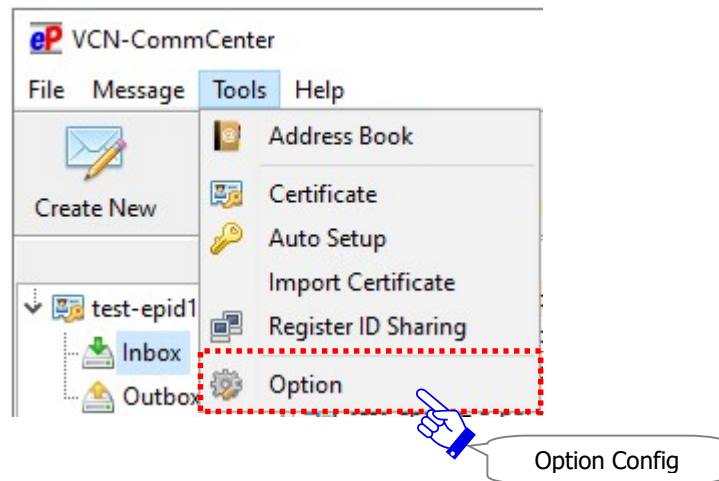 eP VCN-CommCenter
File Message Tools Help
Address Book
Create New
Certificate
Auto Setup
Import Certificate
test-epid1
Register ID Sharing
Inbox
Option
Outbox
Option Config